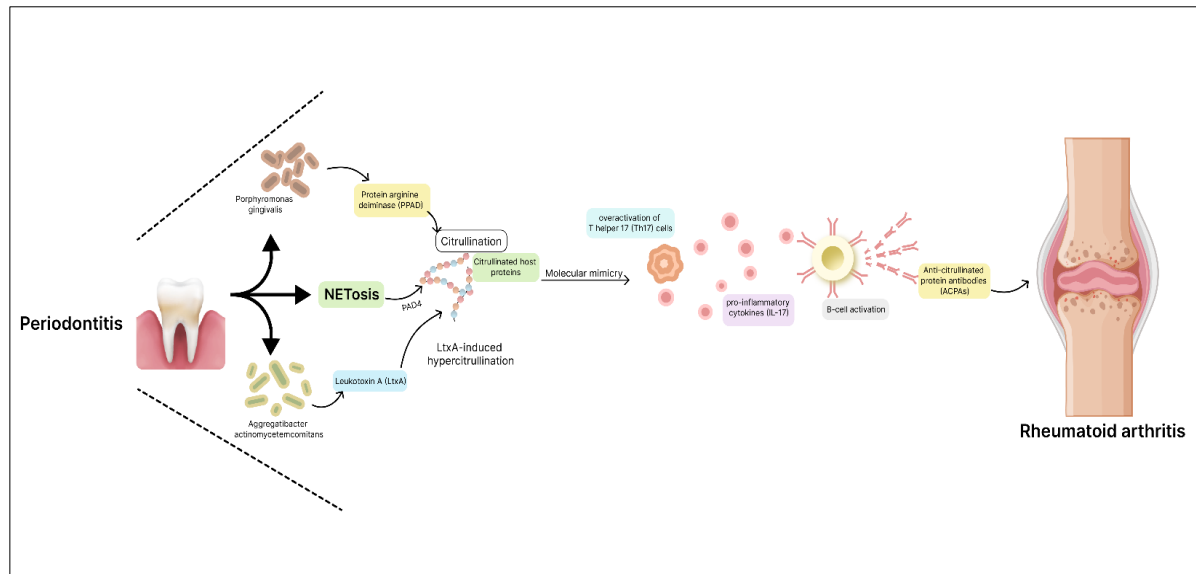 Periodontitis
Porphyromonas
gingivalis
Protein arginine
deiminase (PPAD)
Citrullination
Citrullinated host
proteins
NETosis
PAD4
LtxA-induced
hypercitrullination
Leukotoxin A (LtxA)
Aggregatibacter
actinomycetemcomitans
Molecular mimicry
overactivation of
T helper 17 (Th17) cells
pro-inflammatory
cytokines (IL-17)
B-cell activation
Anti-citrullinated
protein antibodies
(ACPAs)
Rheumatoid arthritis